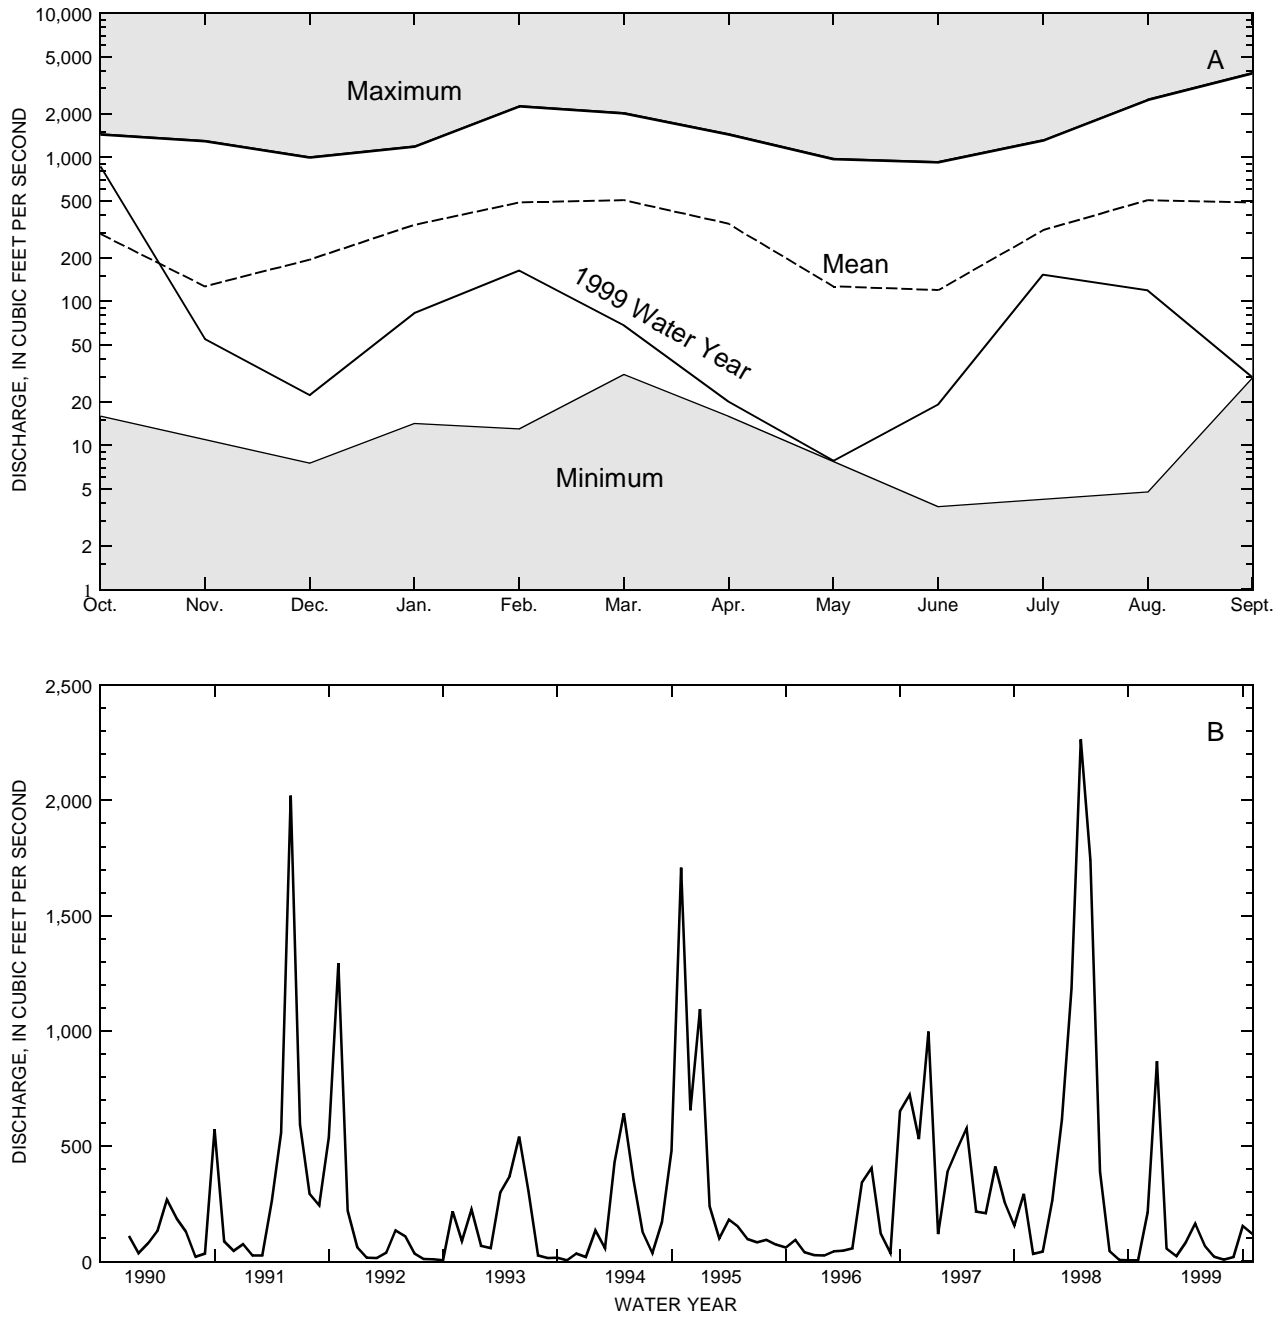 DISCHARGE, IN CUBIC FEET PER SECOND
10,000
5,000
2,000
1,000
500
200
100
50
20
10
5
2
1
A
Maximum
Mean
1999 Water Year
Minimum
Oct. Nov. Dec. Jan. Feb. Mar. Apr. May June July Aug. Sept.
DISCHARGE, IN CUBIC FEET PER SECOND
2,500
2,000
1,500
1,000
500
0
B
1990 1991 1992 1993 1994 1995 1996 1997 1998 1999
WATER YEAR